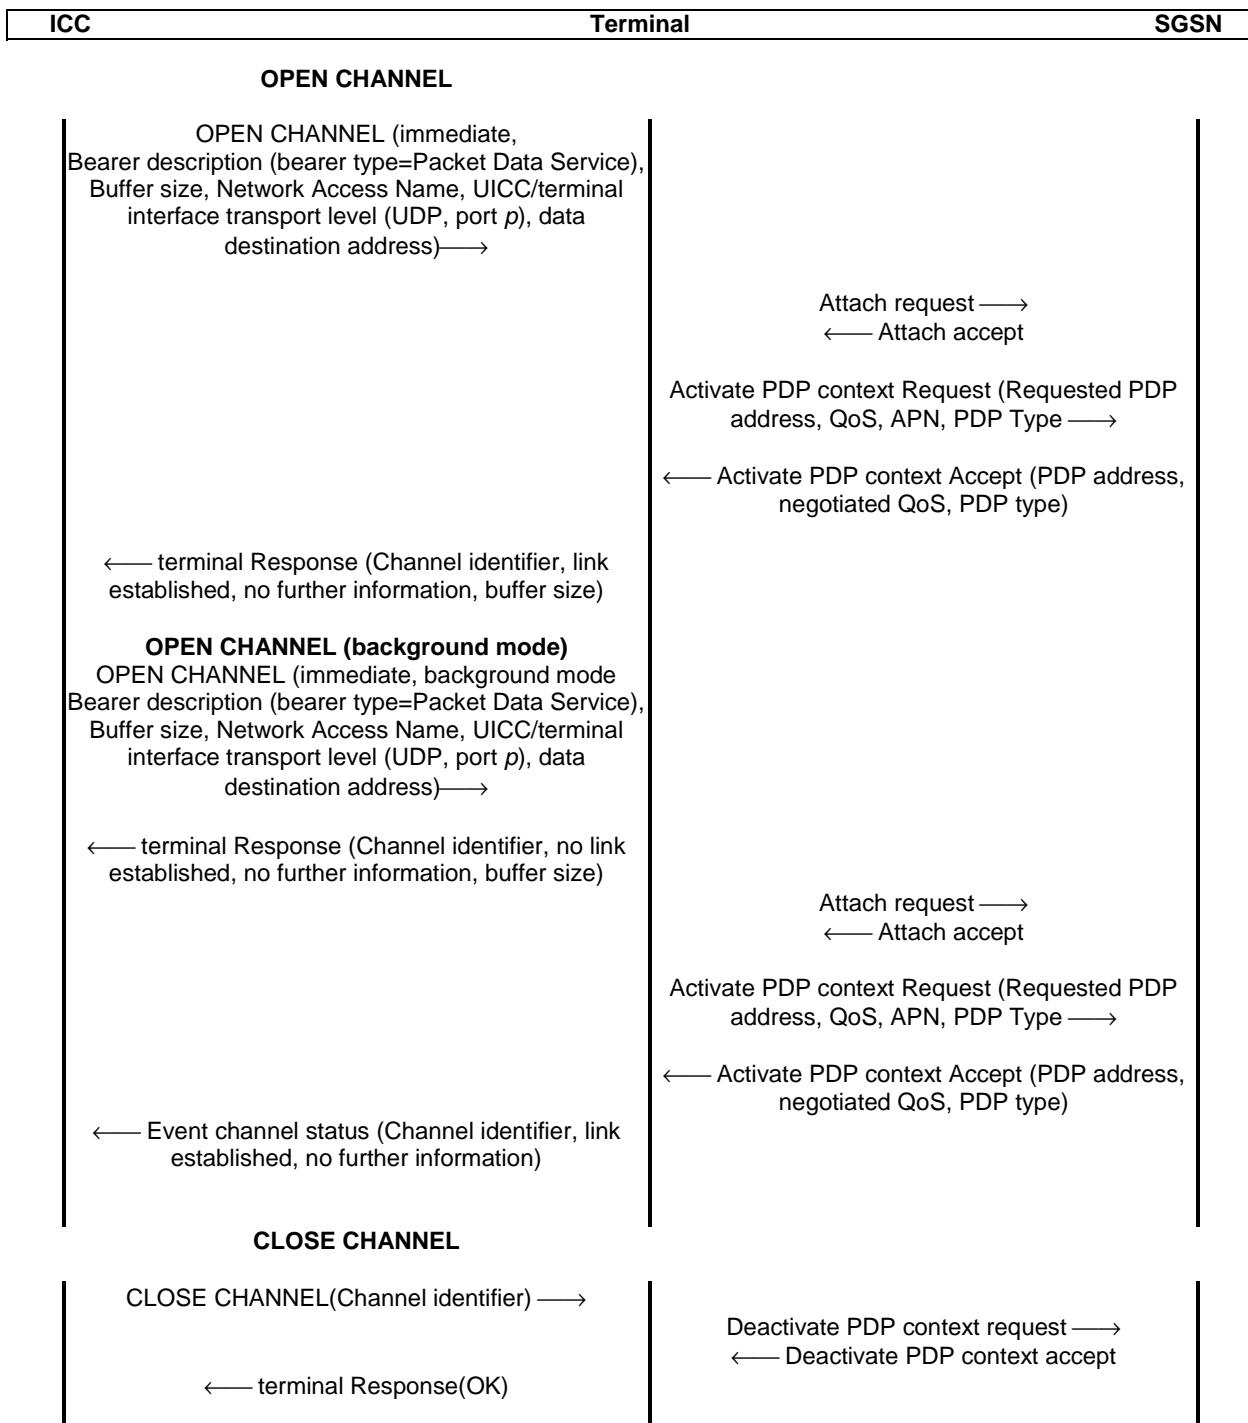 ICC Terminal SGSN
OPEN CHANNEL
OPEN CHANNEL (immediate,
Bearer description (bearer type=Packet Data Service),
Buffer size, Network Access Name, UICC/terminal
interface transport level (UDP, port p), data
destination address)⎯⎯→
Attach request ⎯⎯→
←⎯⎯ Attach accept
Activate PDP context Request (Requested PDP
address, QoS, APN, PDP Type ⎯⎯→
←⎯⎯ Activate PDP context Accept (PDP address,
negotiated QoS, PDP type)
←⎯⎯ terminal Response (Channel identifier, link
established, no further information, buffer size)
OPEN CHANNEL (background mode)
OPEN CHANNEL (immediate, background mode
Bearer description (bearer type=Packet Data Service),
Buffer size, Network Access Name, UICC/terminal
interface transport level (UDP, port p), data
destination address)⎯⎯→
←⎯⎯ terminal Response (Channel identifier, no link
established, no further information, buffer size)
Attach request ⎯⎯→
←⎯⎯ Attach accept
Activate PDP context Request (Requested PDP
address, QoS, APN, PDP Type ⎯⎯→
←⎯⎯ Activate PDP context Accept (PDP address,
negotiated QoS, PDP type)
←⎯⎯ Event channel status (Channel identifier, link
established, no further information)
CLOSE CHANNEL
CLOSE CHANNEL(Channel identifier) ⎯⎯→
Deactivate PDP context request ⎯⎯→
←⎯⎯ Deactivate PDP context accept
←⎯⎯ terminal Response(OK)